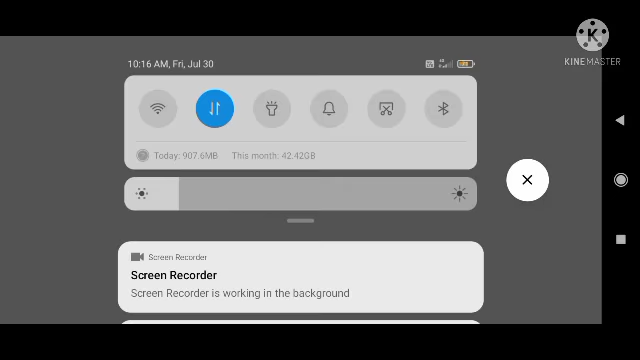 10:16 AM, Fri, Jul 30
K
KINEMASTER
Today: 907.6MB This month: 42.42GB
Screen Recorder
Screen Recorder
Screen Recorder is working in the background